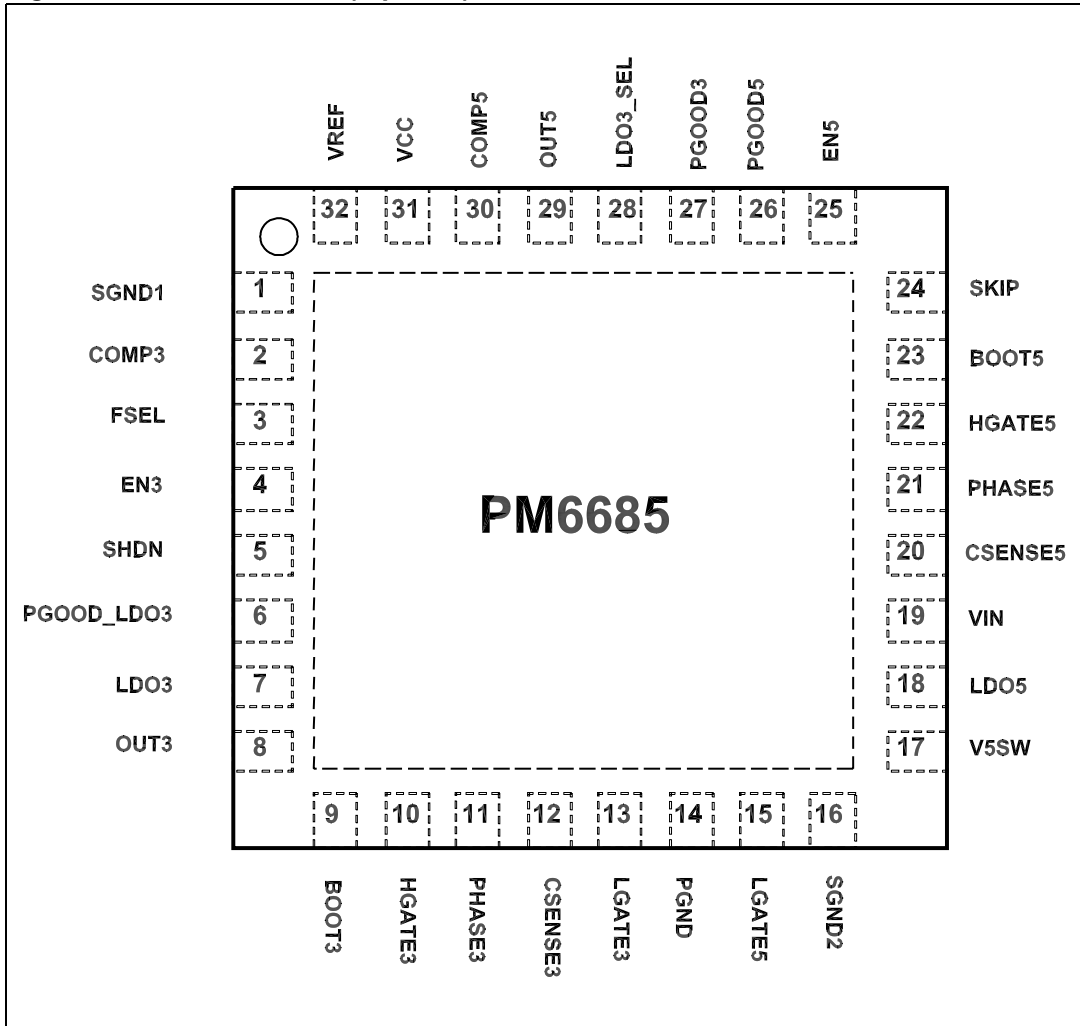 VREF
VCC
COMP5
OUT5
LDO3_SEL
PGOOD3
PGOOD5
EN5
32 31 30 29 28 27 26 25
SGND1 1
COMP3 2
FSEL 3
EN3 4
SHDN 5
PGOOD_LDO3 6
LDO3 7
OUT3 8
PM6685
24 SKIP
23 BOOT5
22 HGATE5
21 PHASE5
20 CSENSE5
19 VIN
18 LDO5
17 V5SW
9 10 11 12 13 14 15 16
BOOT3
HGATE3
PHASE3
CSENSE3
LGATE3
PGND
LGATE5
SGND2